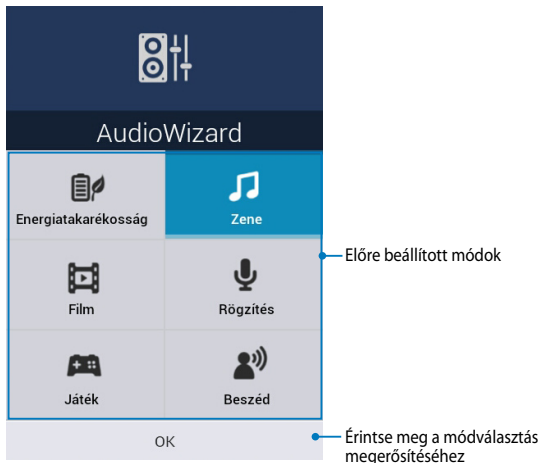 AudioWizard
Energiatakarékosság
Zene
Film
Rögzítés
Előre beállított módok
Játék
Beszéd
OK
Érintse meg a módválasztás
megerősítéséhez